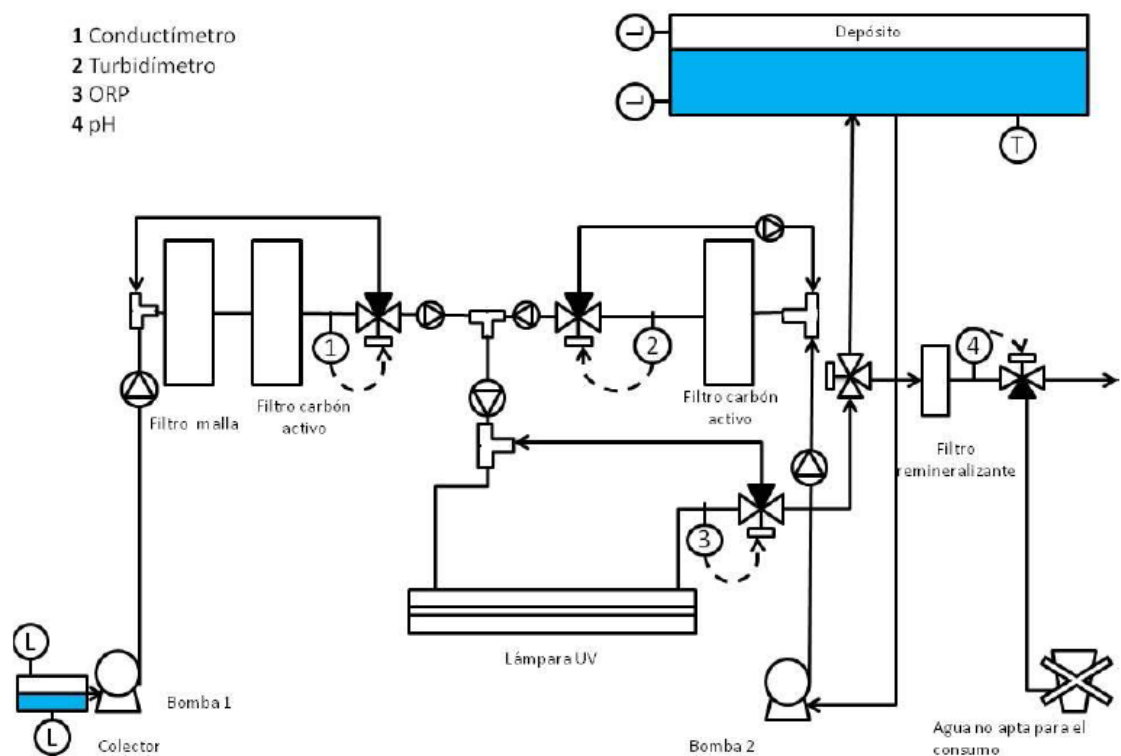 1 Conductímetro
2 Turbidímetro
3 ORP
4 pH
L
Depósito
L
T
1
2
4
Filtro malla
Filtro carbón
activo
Filtro carbón
activo
Filtro
remineralizante
3
L
Lámpara UV
Bomba 1
L
Colector
Bomba 2
Agua no apta para el
consumo